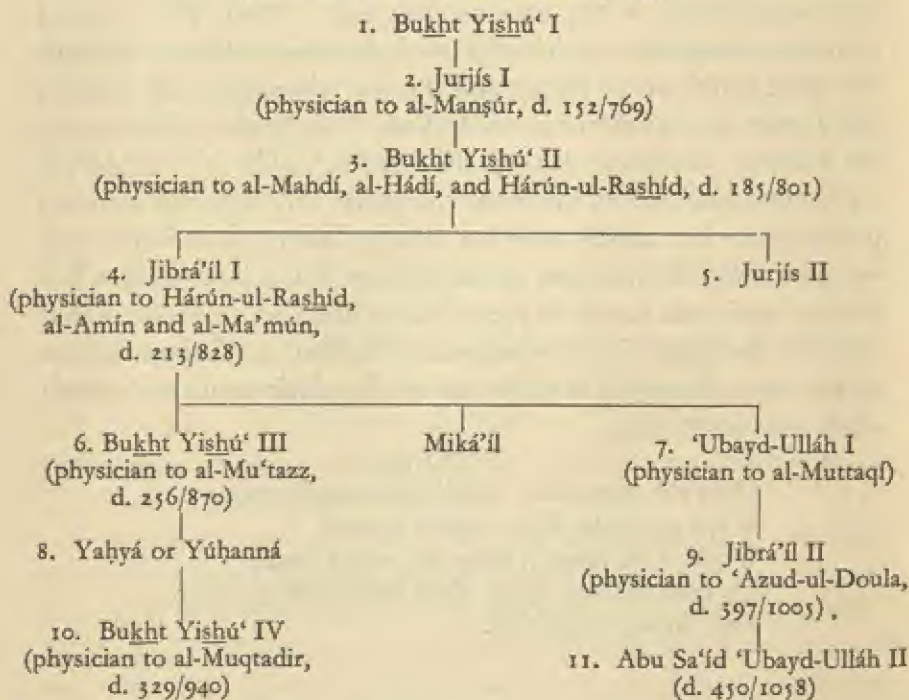 1. Bukht Yishú‘ I
2. Jurjís I
(physician to al-Manṣúr, d. 152/769)
3. Bukht Yishú‘ II
(physician to al-Mahdí, al-Hádí, and Hárún-ul-Rashíd, d. 185/801)
4. Jibrá’íl I
(physician to Hárún-ul-Rashíd,
al-Amín and al-Ma’mún,
d. 213/828)
5. Jurjís II
6. Bukht Yishú‘ III
(physician to al-Mu‘tazz,
d. 256/870)
Miká’íl
7. ‘Ubayd-Ulláh I
(physician to al-Muttaqí)
8. Yaḥyá or Yúḥanná
9. Jibrá’íl II
(physician to ‘Azud-ul-Doula,
d. 397/1005).
10. Bukht Yishú‘ IV
(physician to al-Muqtadir,
d. 329/940)
11. Abu Sa‘íd ‘Ubayd-Ulláh II
(d. 450/1058)